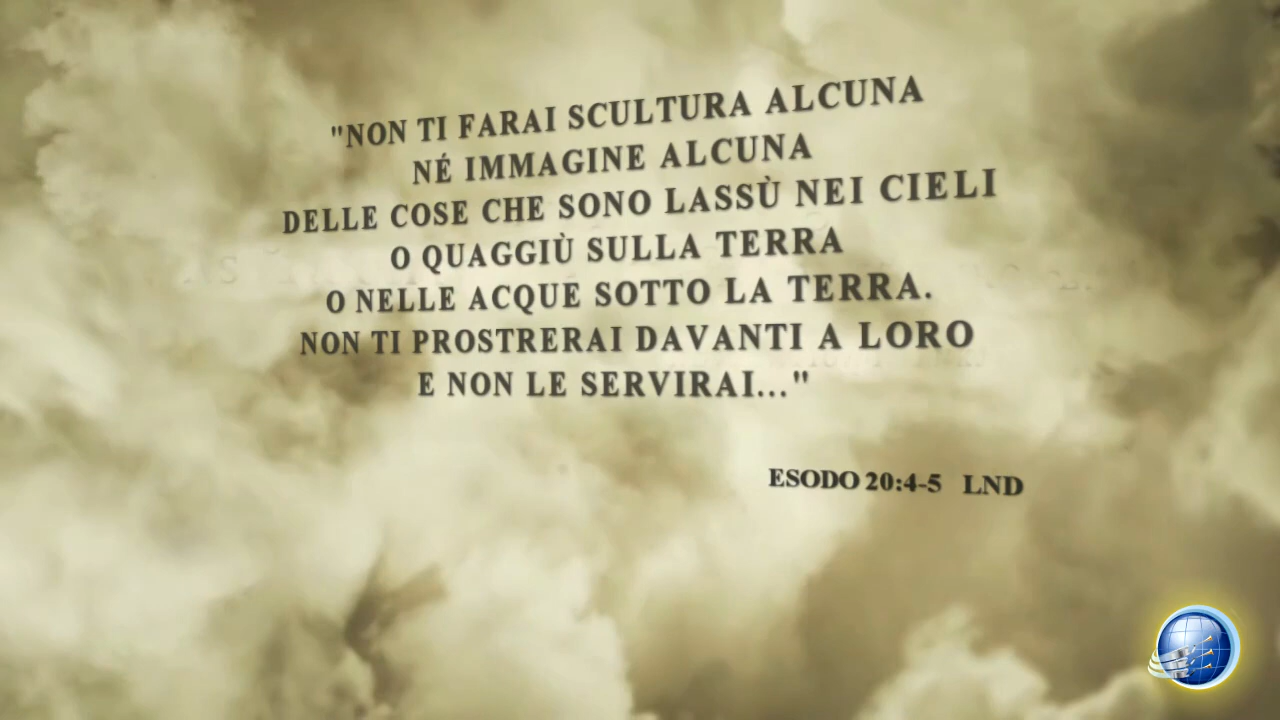 "NON TI FARAI SCULTURA ALCUNA
NÉ IMMAGINE ALCUNA
DELLE COSE CHE SONO LASSÙ NEI CIELI
O QUAGGIÙ SULLA TERRA
O NELLE ACQUE SOTTO LA TERRA.
NON TI PROSTRERAI DAVANTI A LORO
E NON LE SERVIRAI..."
ESODO 20:4-5 LND